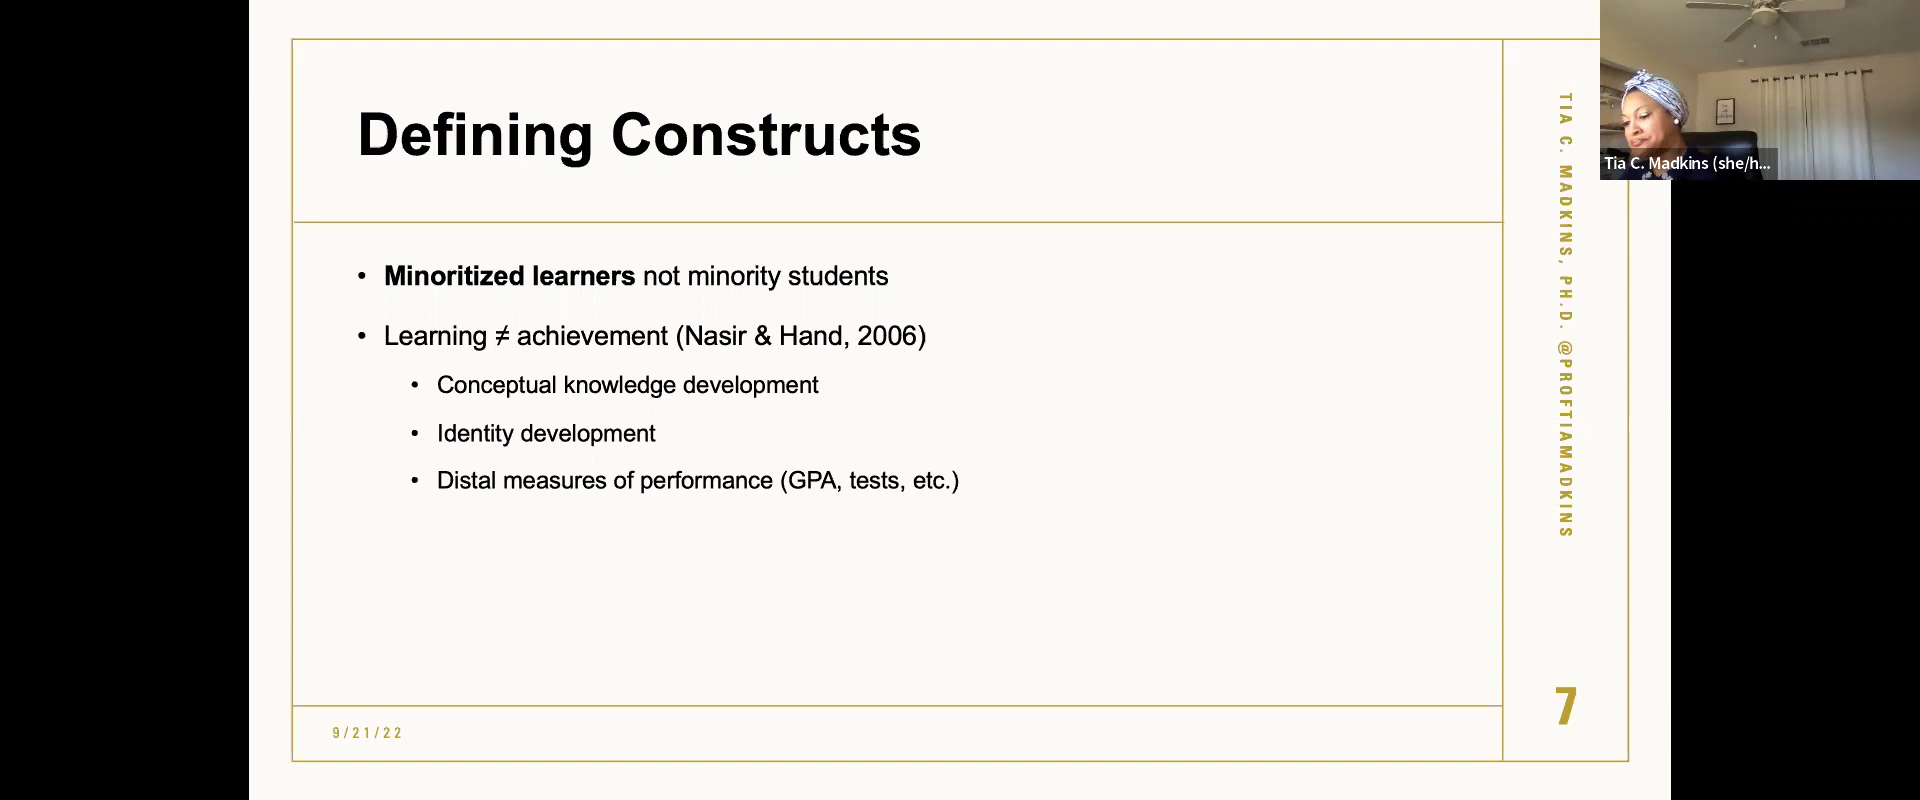 Defining Constructs
• Minoritized learners not minority students
• Learning ≠ achievement (Nasir & Hand, 2006)
• Conceptual knowledge development
• Identity development
• Distal measures of performance (GPA, tests, etc.)
9/21/22
TIA C. MADKINS, PH.D. @PROFTIAMADKINS
7
Tia C. Madkins (she/h...